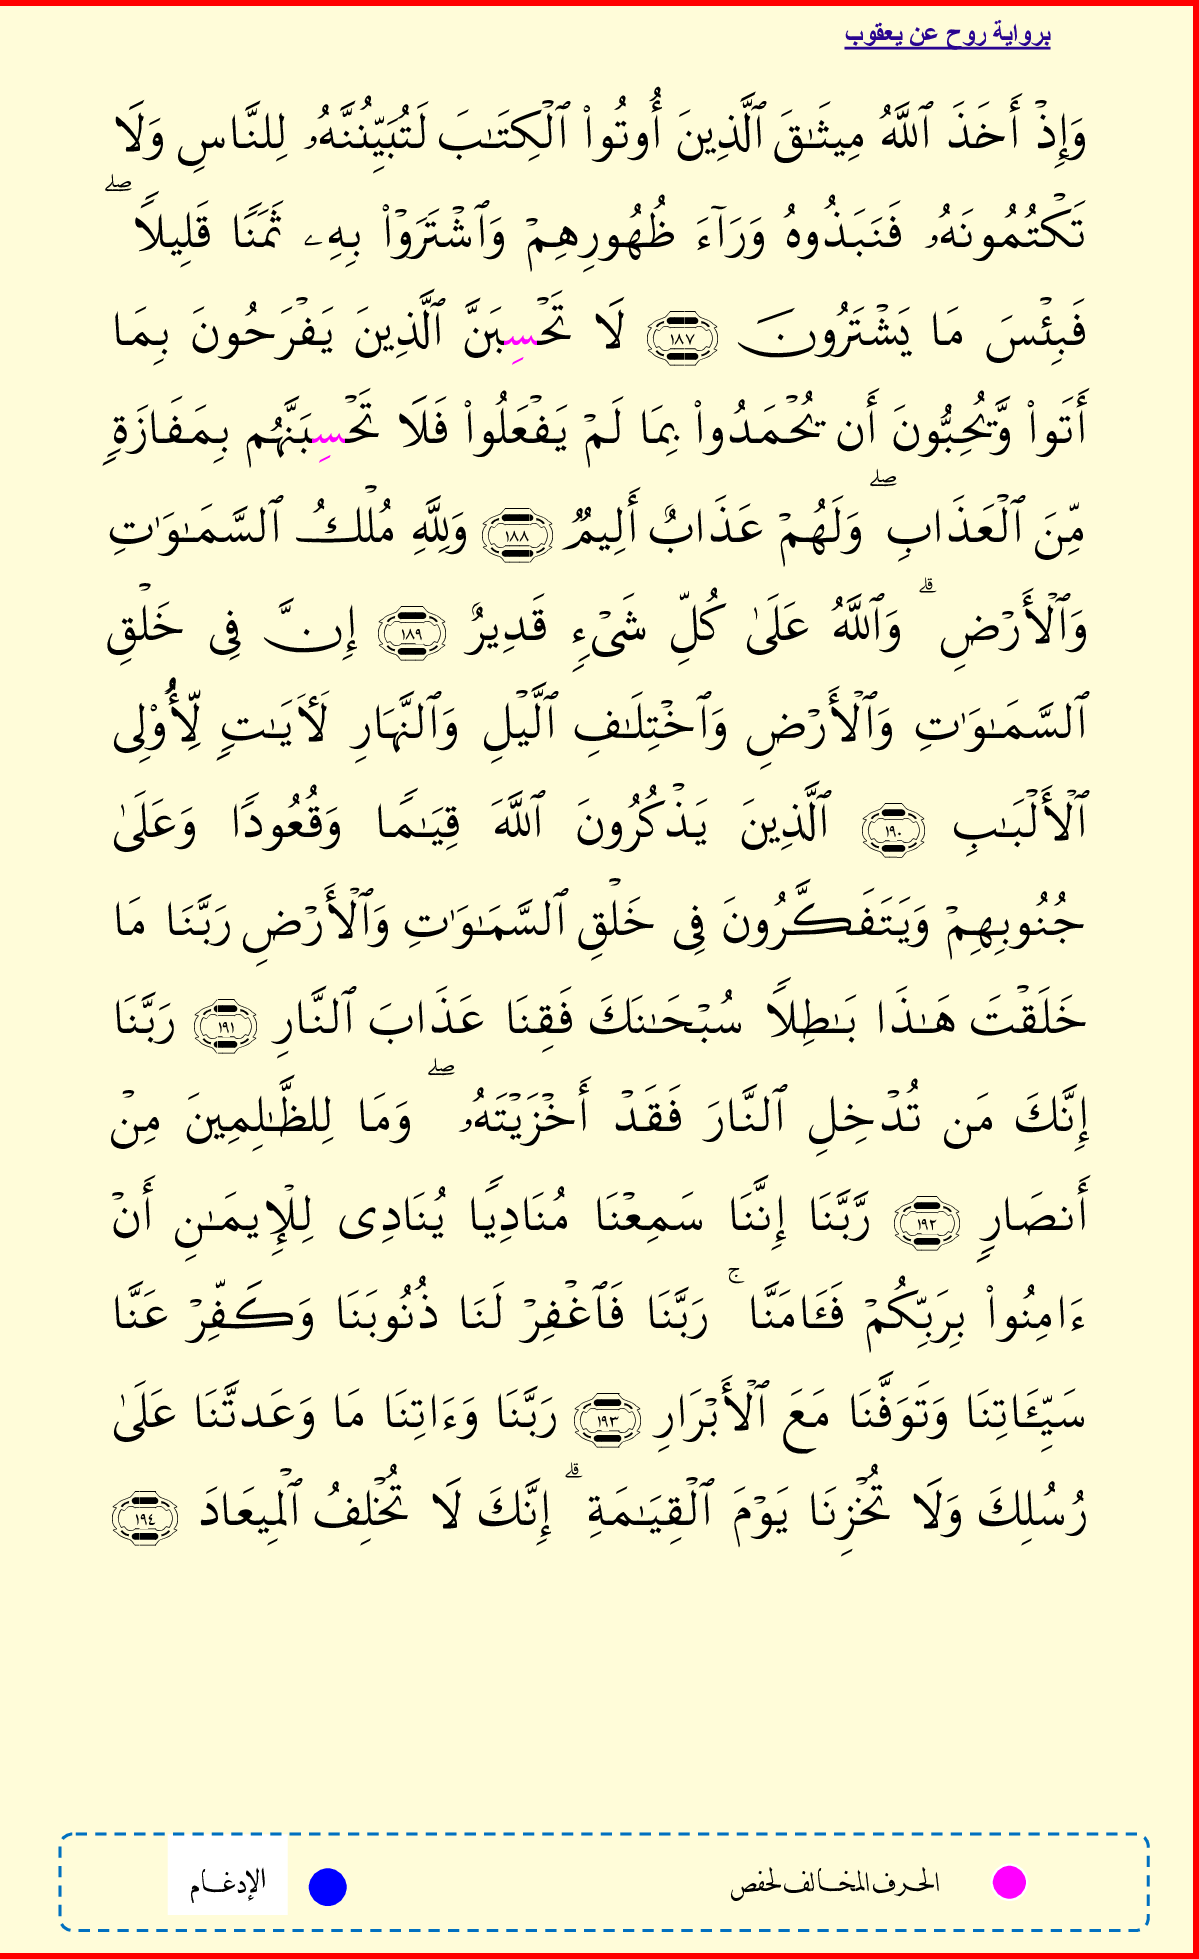 برواية روح عن يعقوب
وَإِذۡ أَخَذَ ٱللَّهُ مِيثَٰقَ ٱلَّذِينَ أُوتُواْ ٱلۡكِتَٰبَ لَتُبَيِّنُنَّهُۥ لِلنَّاسِ وَلَا
تَكۡتُمُونَهُۥ فَنَبَذُوهُ وَرَآءَ ظُهُورِهِمۡ وَٱشۡتَرَوۡاْ بِهِۦ ثَمَنٗا قَلِيلٗاۖ
فَبِئۡسَ مَا يَشۡتَرُونَ ١٨٧ لَا تَحۡسِبَنَّ ٱلَّذِينَ يَفۡرَحُونَ بِمَا
أَتَواْ وَّيُحِبُّونَ أَن يُحۡمَدُواْ بِمَا لَمۡ يَفۡعَلُواْ فَلَا تَحۡسِبَنَّهُم بِمَفَازَةٖ
مِّنَ ٱلۡعَذَابِۖ وَلَهُمۡ عَذَابٌ أَلِيمٞ ١٨٨ وَلِلَّهِ مُلۡكُ ٱلسَّمَٰوَٰتِ
وَٱلۡأَرۡضِۗ وَٱللَّهُ عَلَىٰ كُلِّ شَيۡءٖ قَدِيرٌ ١٨٩ إِنَّ فِي خَلۡقِ
ٱلسَّمَٰوَٰتِ وَٱلۡأَرۡضِ وَٱخۡتِلَٰفِ ٱلَّيۡلِ وَٱلنَّهَارِ لَأٓيَٰتٖ لِّأُوْلِي
ٱلۡأَلۡبَٰبِ ١٩٠ ٱلَّذِينَ يَذۡكُرُونَ ٱللَّهَ قِيَٰمٗا وَقُعُودٗا وَعَلَىٰ
جُنُوبِهِمۡ وَيَتَفَكَّرُونَ فِي خَلۡقِ ٱلسَّمَٰوَٰتِ وَٱلۡأَرۡضِ رَبَّنَا مَا
خَلَقۡتَ هَٰذَا بَٰطِلٗا سُبۡحَٰنَكَ فَقِنَا عَذَابَ ٱلنَّارِ ١٩١ رَبَّنَا
إِنَّكَ مَن تُدۡخِلِ ٱلنَّارَ فَقَدۡ أَخۡزَيۡتَهُۥۖ وَمَا لِلظَّٰلِمِينَ مِنۡ
أَنصَارٖ ١٩٢ رَّبَّنَا إِنَّنَا سَمِعۡنَا مُنَادِيٗا يُنَادِي لِلۡإِيمَٰنِ أَنۡ
ءَامِنُواْ بِرَبِّكُمۡ فَـَٔامَنَّاۚ رَبَّنَا فَٱغۡفِرۡ لَنَا ذُنُوبَنَا وَكَفِّرۡ عَنَّا
سَيِّـَٔاتِنَا وَتَوَفَّنَا مَعَ ٱلۡأَبۡرَارِ ١٩٣ رَبَّنَا وَءَاتِنَا مَا وَعَدتَّنَا عَلَىٰ
رُسُلِكَ وَلَا تُخۡزِنَا يَوۡمَ ٱلۡقِيَٰمَةِۗ إِنَّكَ لَا تُخۡلِفُ ٱلۡمِيعَادَ ١٩٤
الحرف المخالف لحفص
الإدغام